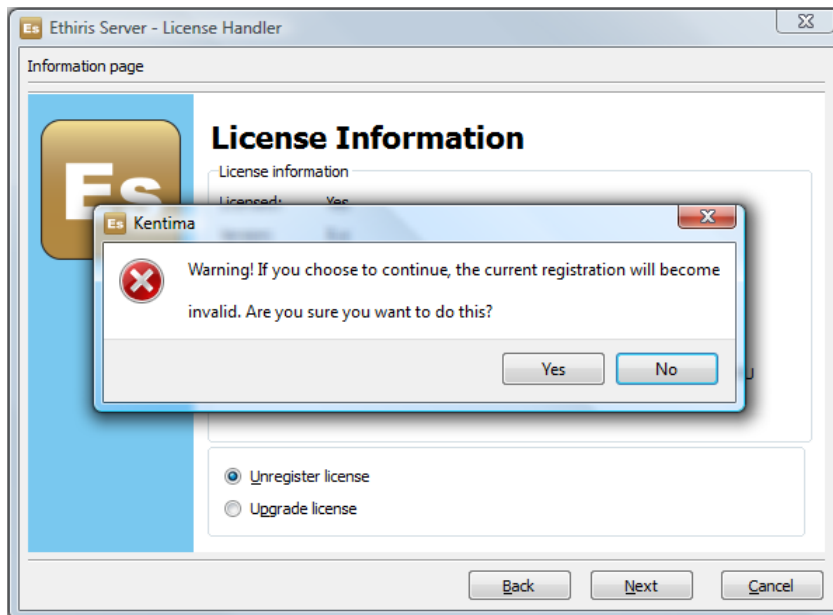 Es Ethiris Server - License Handler
Information page
Es
License Information
License information
Licensed: Yes
Es Kentima
Warning! If you choose to continue, the current registration will become
invalid. Are you sure you want to do this?
Yes No
Unregister license
Upgrade license
Back Next Cancel